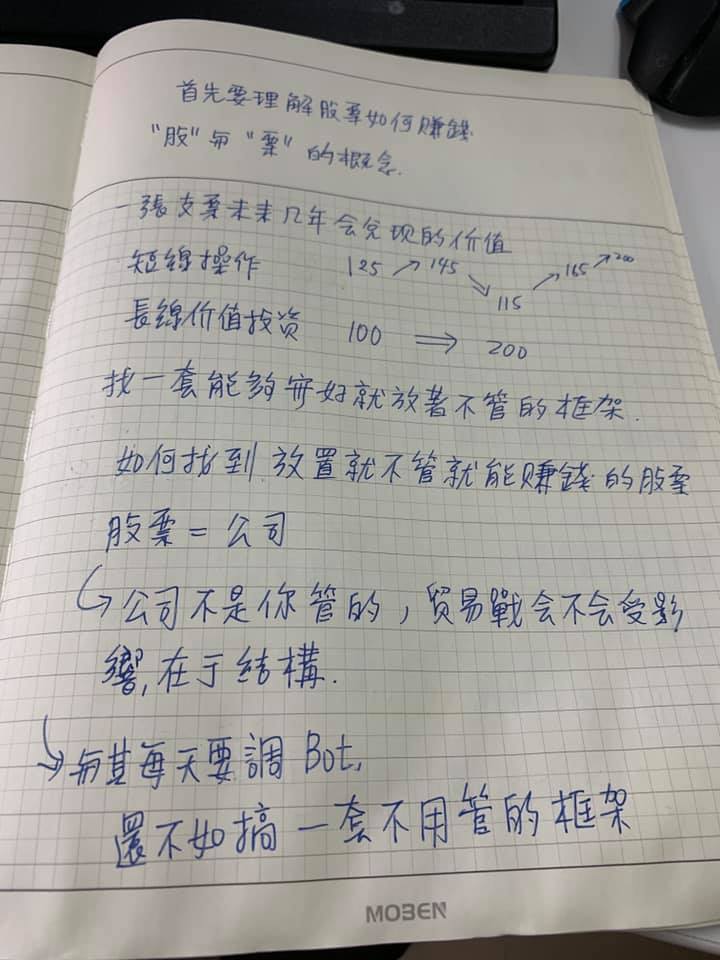 首先要理解股票如何賺錢
"股"与"票"的概念.
一張支票未来几年会兑现的价值
短線操作 125 → 145 → 115 → 165 → 200
長線价值投资 100 ⇒ 200
找一套能夠弄好就放著不管的框架.
如何找到放置就不管就能賺錢的股票
股票 = 公司
↪公司不是你管的，貿易戰会不会受影
響,在于结構.
↪与其每天要調 Bot,
還不如搞一套不用管的框架
MOBEN